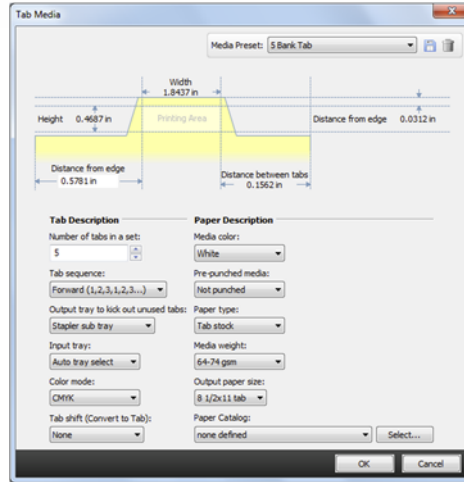 Tab Media
Media Preset: 5 Bank Tab
Width
1.8437 in
Height 0.4687 in Printing Area Distance from edge 0.0312 in
Distance from edge
0.5781 in
Distance between tabs
0.1562 in
Tab Description Paper Description
Number of tabs in a set: Media color:
5 White
Tab sequence: Pre-punched media:
Forward (1,2,3,1,2,3...) Not punched
Output tray to kick out unused tabs: Paper type:
Stapler sub tray Tab stock
Input tray: Media weight:
Auto tray select 64-74 gsm
Color mode: Output paper size:
CMYK 8 1/2x11 tab
Tab shift (Convert to Tab): Paper Catalog:
None none defined Select...
OK Cancel